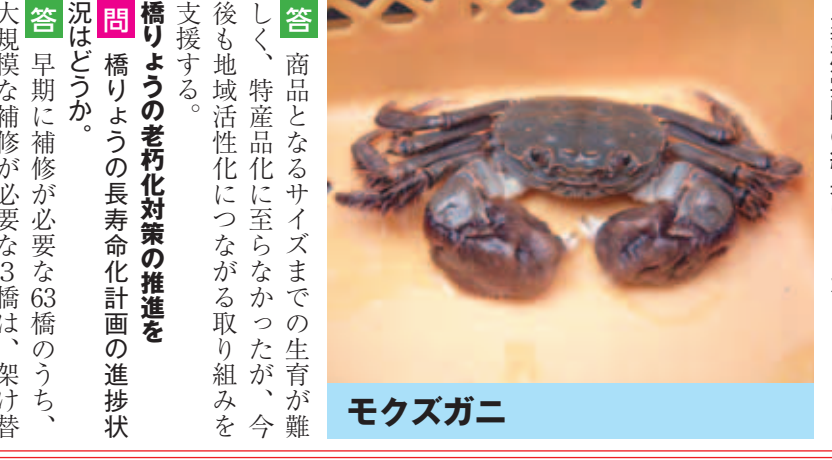 答 商品となるサイズまでの生育が難
しく、特産品化に至らなかったが、今
後も地域活性化につながる取り組みを
支援する。
橋りょうの老朽化対策の推進を
問 橋りょうの長寿命化計画の進捗状
況はどうか。
答 早期に補修が必要な63橋のうち、
大規模な補修が必要な3橋は、架け替
モクズガニ